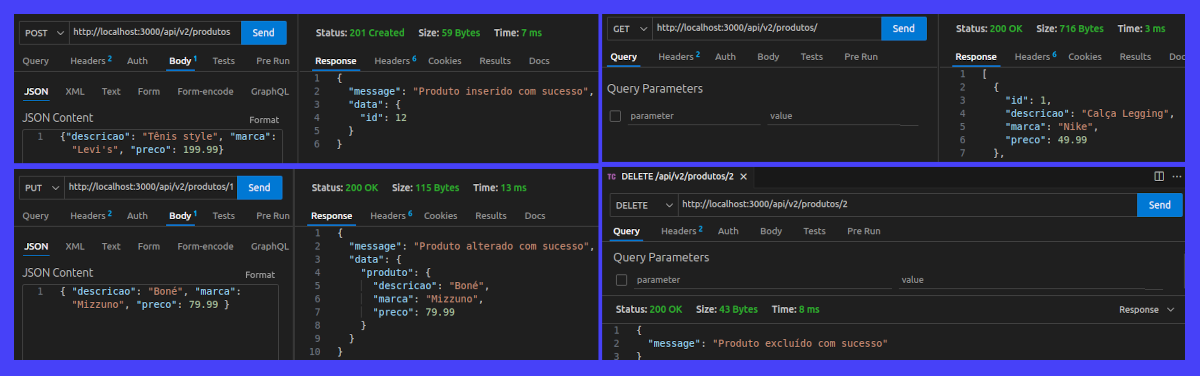 POST http://localhost:3000/api/v2/produtos Send
Query Headers 2 Auth Body 1 Tests Pre Run
JSON XML Text Form Form-encode GraphQL
JSON Content Format
1 {"descricao": "Tênis style", "marca":
"Levi's", "preco": 199.99}
Status: 201 Created Size: 59 Bytes Time: 7 ms
Response Headers 6 Cookies Results Docs
1 {
2 "message": "Produto inserido com sucesso",
3 "data": {
4 "id": 12
5 }
6 }
GET http://localhost:3000/api/v2/produtos/ Send
Query Headers 2 Auth Body Tests Pre Run
Query Parameters
parameter value
Status: 200 OK Size: 716 Bytes Time: 3 ms
Response Headers 6 Cookies Results Docs
1 [
2 {
3 "id": 1,
4 "descricao": "Calça Legging",
5 "marca": "Nike",
6 "preco": 49.99
7 },
PUT http://localhost:3000/api/v2/produtos/1 Send
Query Headers 2 Auth Body 1 Tests Pre Run
JSON XML Text Form Form-encode GraphQL
JSON Content Format
1 { "descricao": "Boné", "marca":
"Mizzuno", "preco": 79.99 }
Status: 200 OK Size: 115 Bytes Time: 13 ms
Response Headers 6 Cookies Results Docs
1 {
2 "message": "Produto alterado com sucesso",
3 "data": {
4 "produto": {
5 "descricao": "Boné",
6 "marca": "Mizzuno",
7 "preco": 79.99
8 }
9 }
10 }
TC DELETE /api/v2/produtos/2
DELETE http://localhost:3000/api/v2/produtos/2 Send
Query Headers 2 Auth Body Tests Pre Run
Query Parameters
parameter value
Status: 200 OK Size: 43 Bytes Time: 8 ms Response
1 {
2 "message": "Produto excluído com sucesso"
3 }